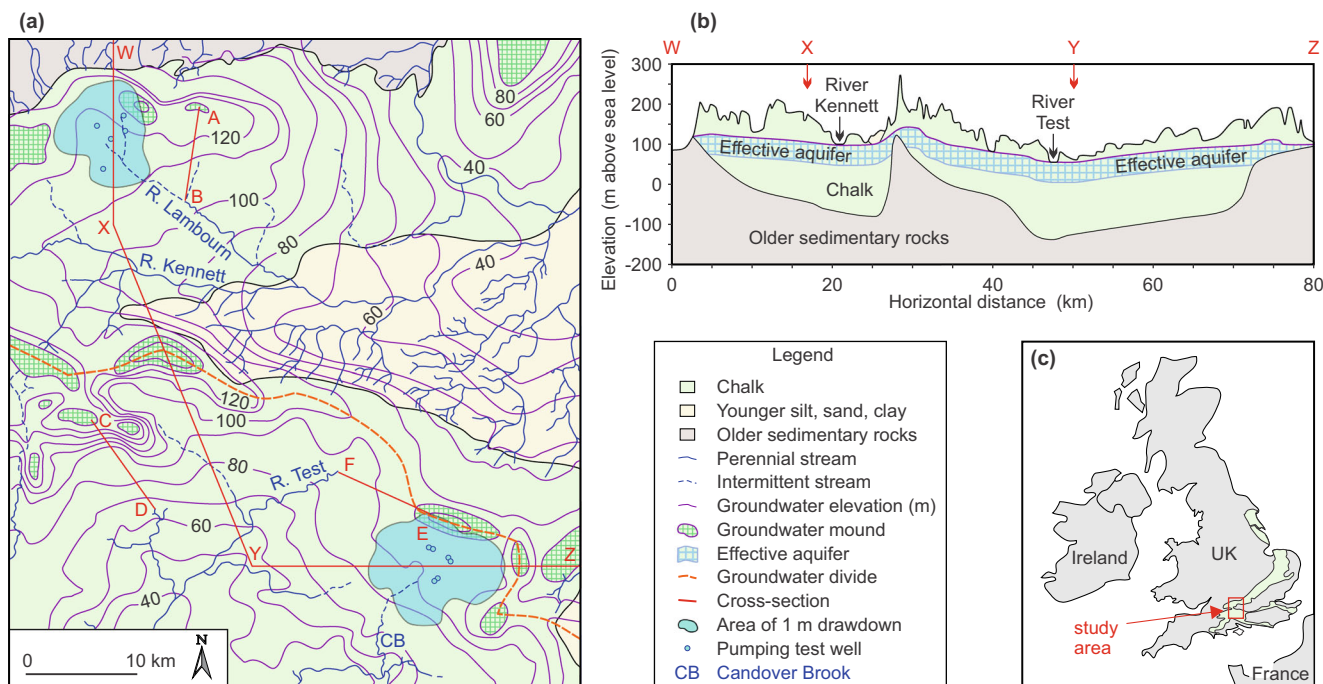 (a)
W
80
60
A
120
40
B
100
X
R. Lambourn
80
R. Kennett
40
60
120
100
C
80
F
R. Test
D
60
E
Y
Z
40
CB
N
0 10 km
(b)
W X Y Z
300
200
100
0
-100
-200
Elevation (m above sea level)
River
Kennett
River
Test
Effective aquifer
Effective aquifer
Chalk
Older sedimentary rocks
0 20 40 60 80
Horizontal distance (km)
Legend
Chalk
Younger silt, sand, clay
Older sedimentary rocks
Perennial stream
Intermittent stream
Groundwater elevation (m)
Groundwater mound
Effective aquifer
Groundwater divide
Cross-section
Area of 1 m drawdown
Pumping test well
CB Candover Brook
(c)
Ireland
UK
study
area
France